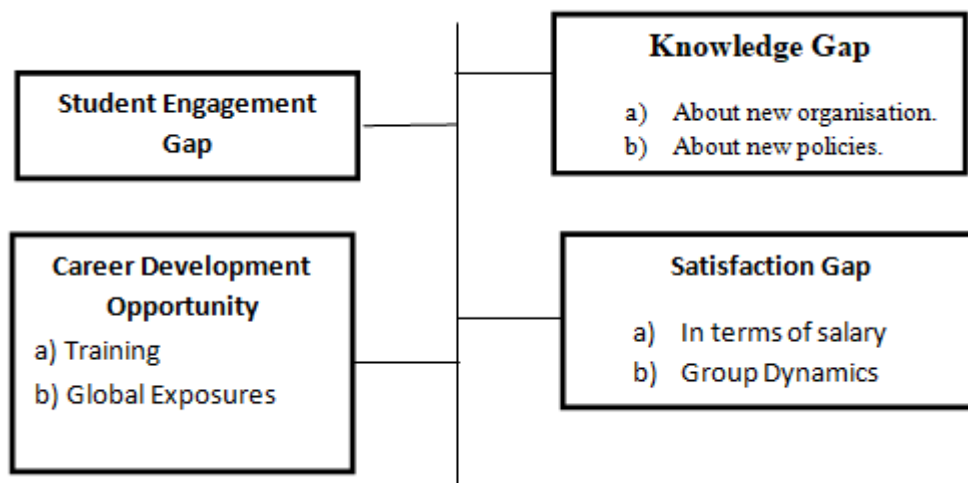 Student Engagement
Gap
Knowledge Gap
a) About new organisation.
b) About new policies.
Career Development
Opportunity
a) Training
b) Global Exposures
Satisfaction Gap
a) In terms of salary
b) Group Dynamics